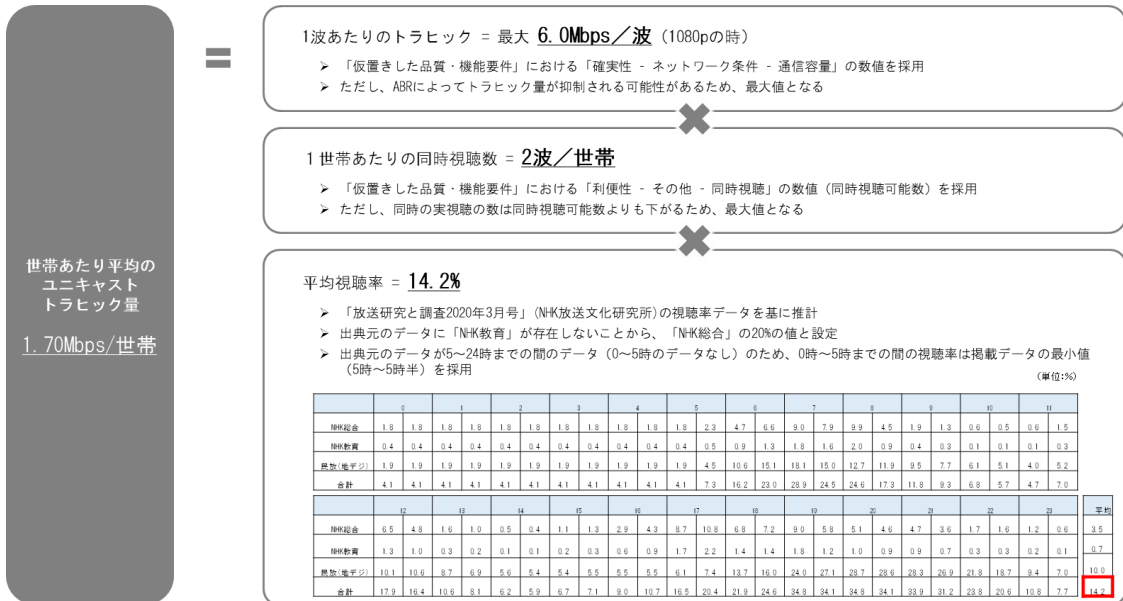 世帯あたり平均の
ユニキャスト
トラヒック量
1.70Mbps/世帯
=
1波あたりのトラヒック = 最大 6.0Mbps／波 (1080pの時)
➢ 「仮置きした品質・機能要件」における「確実性 - ネットワーク条件 - 通信容量」の数値を採用
➢ ただし、ABRによってトラヒック量が抑制される可能性があるため、最大値となる
✖
１世帯あたりの同時視聴数 = 2波／世帯
➢ 「仮置きした品質・機能要件」における「利便性 - その他 - 同時視聴」の数値（同時視聴可能数）を採用
➢ ただし、同時の実視聴の数は同時視聴可能数よりも下がるため、最大値となる
✖
平均視聴率 = 14.2%
➢ 「放送研究と調査2020年3月号」(NHK放送文化研究所)の視聴率データを基に推計
➢ 出典元のデータに「NHK教育」が存在しないことから、「NHK総合」の20%の値と設定
➢ 出典元のデータが5～24時までの間のデータ（0～5時のデータなし）のため、0時～5時までの間の視聴率は掲載データの最小値
（5時～5時半）を採用
(単位:%)
0 1 2 3 4 5 6 7 8 9 10 11
NHK総合 1.8 1.8 1.8 1.8 1.8 1.8 1.8 1.8 1.8 1.8 1.8 2.3 4.7 6.6 9.0 7.9 9.9 4.5 1.9 1.3 0.6 0.5 0.6 1.5
NHK教育 0.4 0.4 0.4 0.4 0.4 0.4 0.4 0.4 0.4 0.4 0.4 0.5 0.9 1.3 1.8 1.6 2.0 0.9 0.4 0.3 0.1 0.1 0.1 0.3
民放(地デジ) 1.9 1.9 1.9 1.9 1.9 1.9 1.9 1.9 1.9 1.9 1.9 4.5 10.6 15.1 18.1 15.0 12.7 11.9 9.5 7.7 6.1 5.1 4.0 5.2
合計 4.1 4.1 4.1 4.1 4.1 4.1 4.1 4.1 4.1 4.1 4.1 7.3 16.2 23.0 28.9 24.5 24.6 17.3 11.8 9.3 6.8 5.7 4.7 7.0
12 13 14 15 16 17 18 19 20 21 22 23 平均
NHK総合 6.5 4.8 1.6 1.0 0.5 0.4 1.1 1.3 2.9 4.3 8.7 10.8 6.8 7.2 9.0 5.8 5.1 4.6 4.7 3.6 1.7 1.6 1.2 0.6 3.5
NHK教育 1.3 1.0 0.3 0.2 0.1 0.1 0.2 0.3 0.6 0.9 1.7 2.2 1.4 1.4 1.8 1.2 1.0 0.9 0.9 0.7 0.3 0.3 0.2 0.1 0.7
民放(地デジ) 10.1 10.6 8.7 6.9 5.6 5.4 5.4 5.5 5.5 5.5 6.1 7.4 13.7 16.0 24.0 27.1 28.7 28.6 28.3 26.9 21.8 18.7 9.4 7.0 10.0
合計 17.9 16.4 10.6 8.1 6.2 5.9 6.7 7.1 9.0 10.7 16.5 20.4 21.9 24.6 34.8 34.1 34.8 34.1 33.9 31.2 23.8 20.6 10.8 7.7 14.2